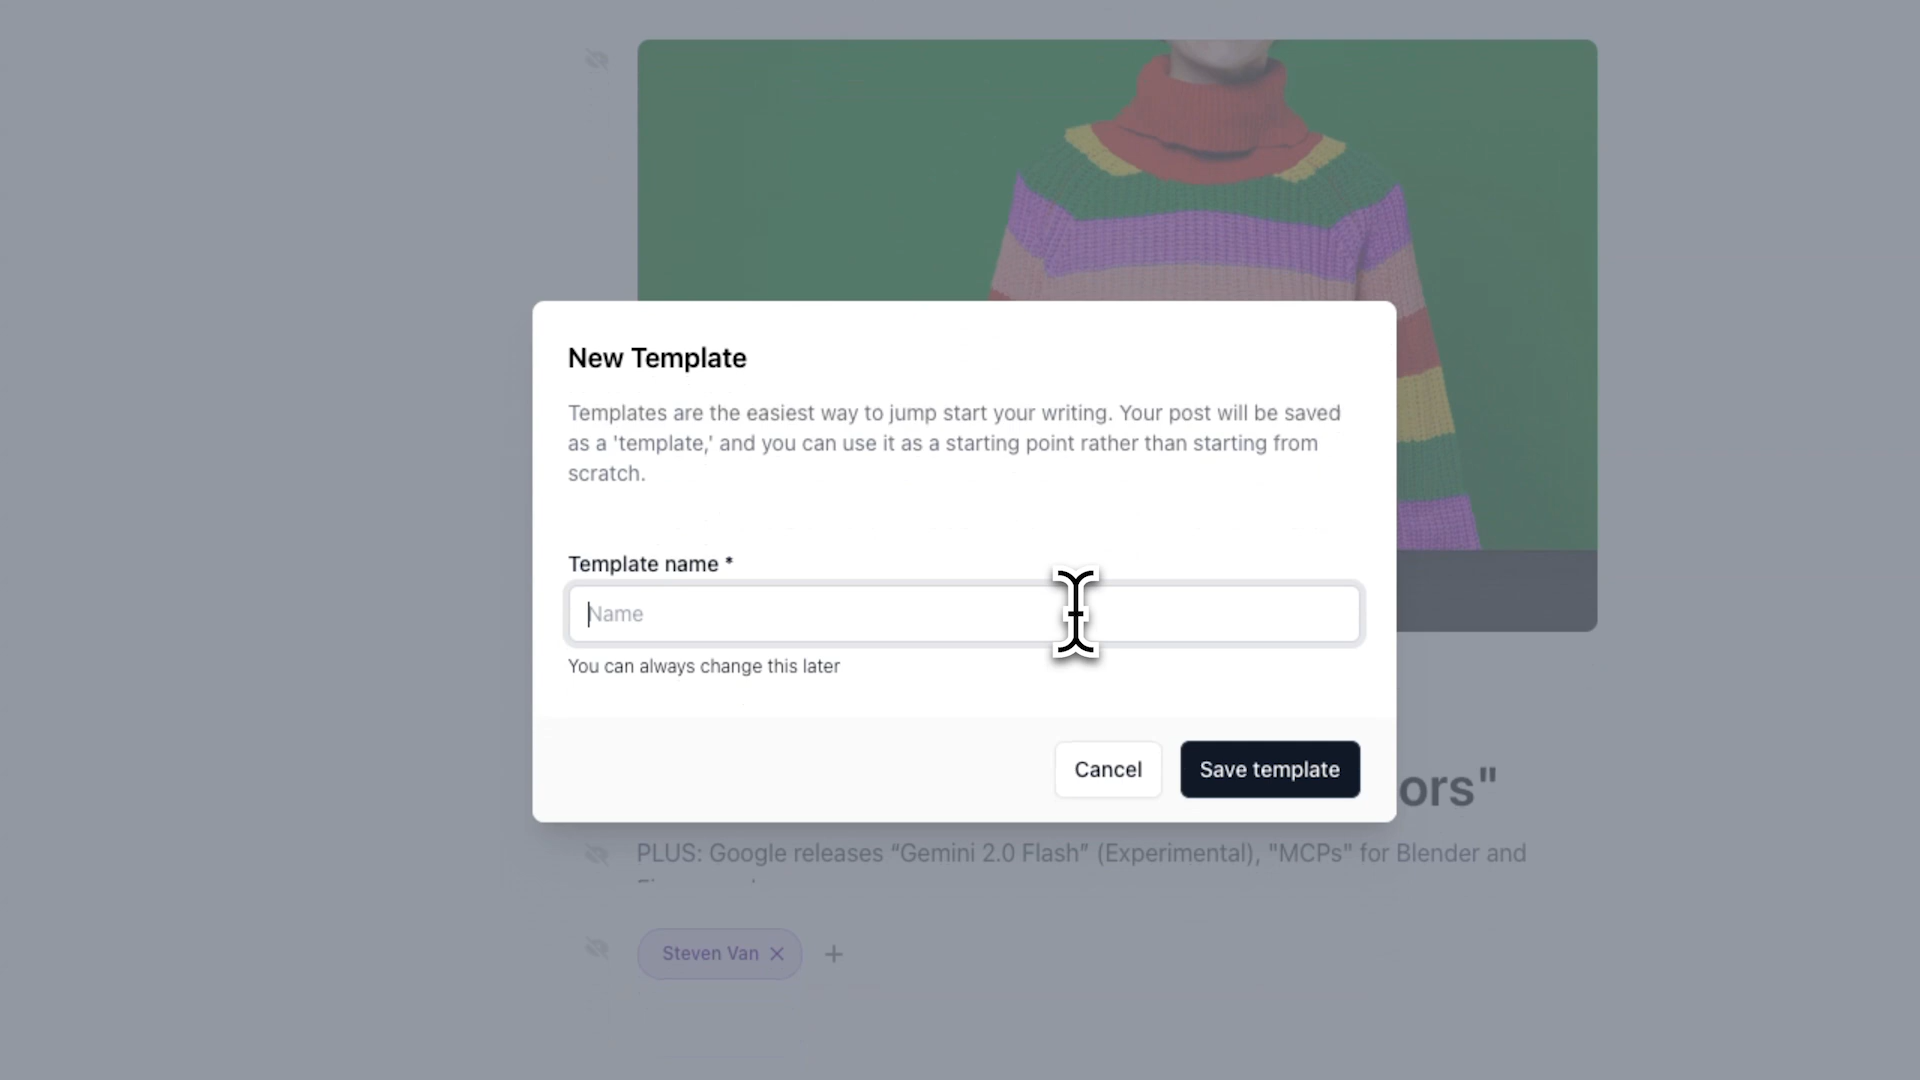 New Template
Templates are the easiest way to jump start your writing. Your post will be saved
as a 'template,' and you can use it as a starting point rather than starting from
scratch.
Template name *
Name
You can always change this later
Cancel
Save template
ors"
PLUS: Google releases “Gemini 2.0 Flash” (Experimental), "MCPs" for Blender and
Steven Van